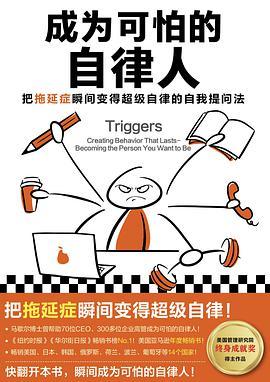 成为可怕的
自律人
把拖延症瞬间变得超级自律的自我提问法
Triggers
Creating Behavior That Lasts–
Becoming the Person You Want to Be
把拖延症瞬间变得超级自律!
·马歇尔博士曾帮助70位CEO、300多位企业高管成为可怕的自律人!
·《纽约时报》《华尔街日报》畅销书榜No.1! 美国亚马逊年度畅销书!
·畅销美国、日本、韩国、俄罗斯、荷兰、波兰、葡萄牙等14个国家!
美国管理研究院
终身成就奖
得主作品
快翻开本书,瞬间成为可怕的自律人!